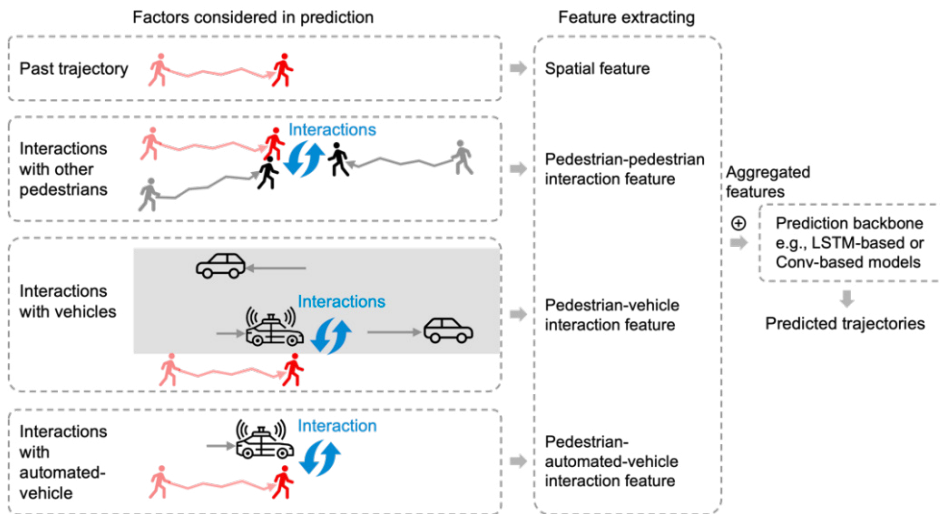 Factors considered in prediction
Feature extracting
Past trajectory
Spatial feature
Interactions
with other
pedestrians
Interactions
Pedestrian-pedestrian
interaction feature
Interactions
with vehicles
Interactions
Pedestrian-vehicle
interaction feature
Interactions
with
automated-
vehicle
Interaction
Pedestrian-
automated-vehicle
interaction feature
Aggregated
features
⊕
Prediction backbone
e.g., LSTM-based or
Conv-based models
Predicted trajectories